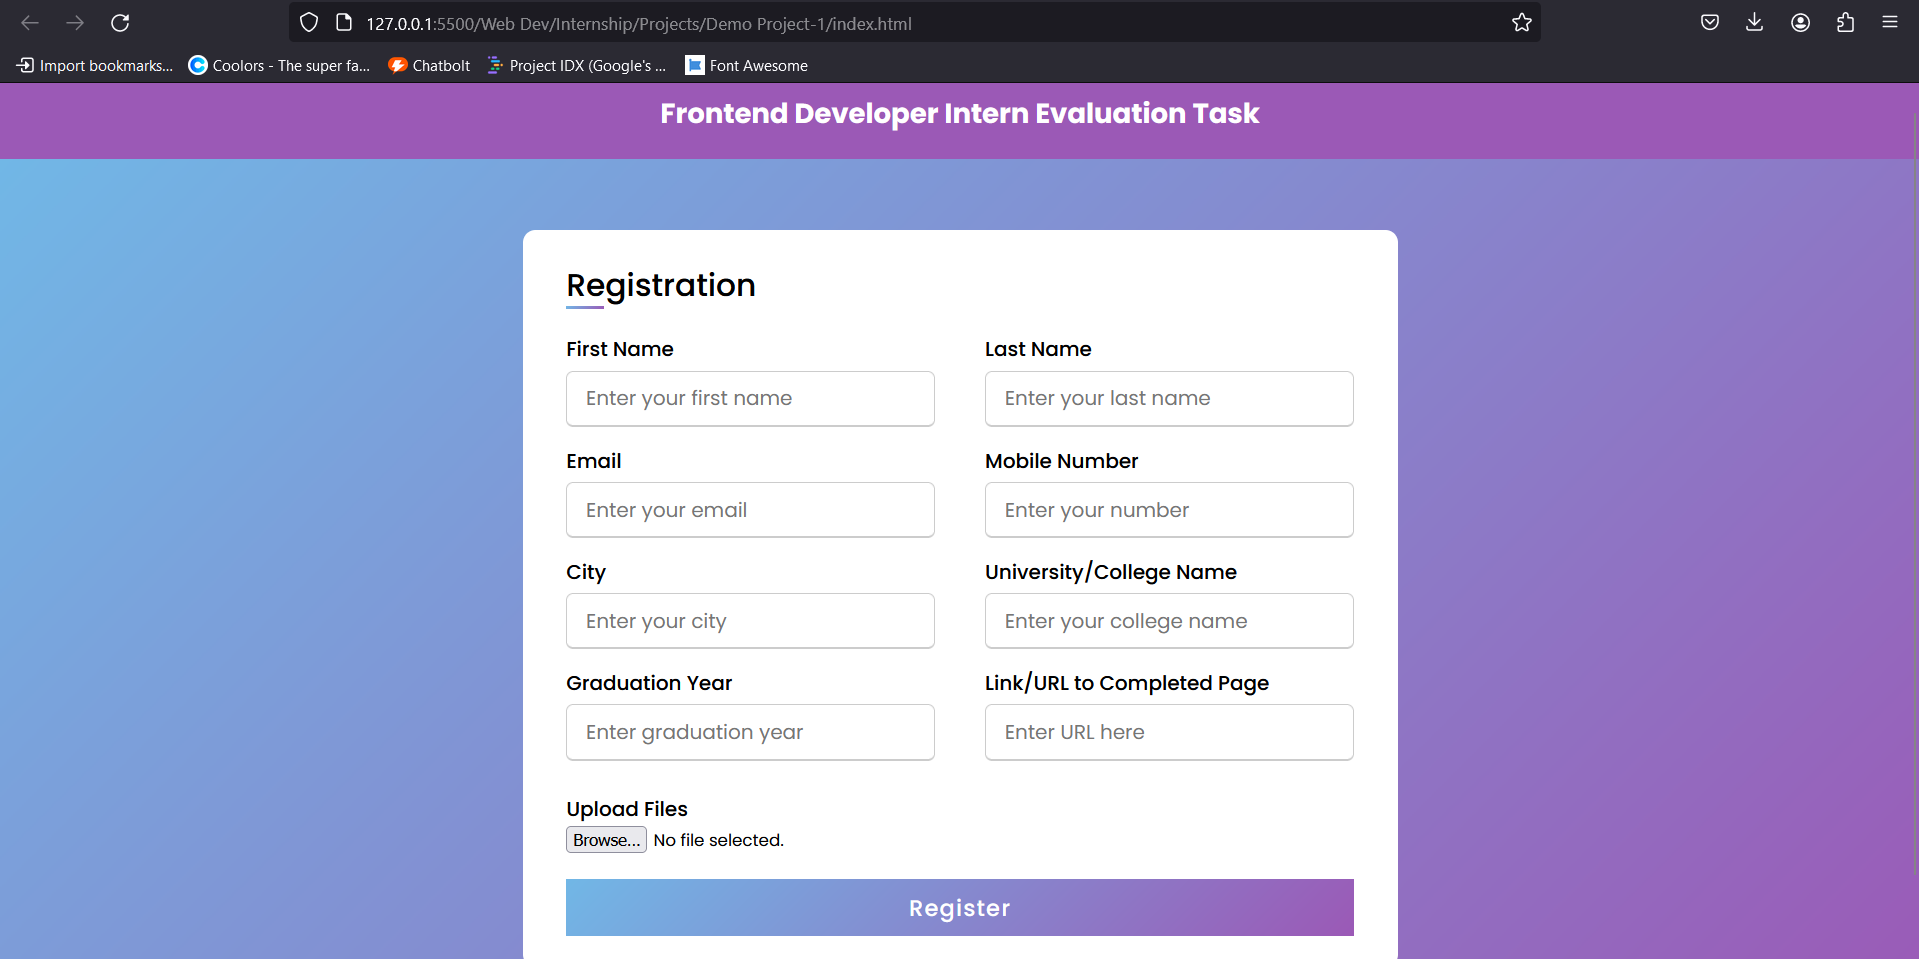 127.0.0.1:5500/Web Dev/Internship/Projects/Demo Project-1/index.html
Import bookmarks... Coolors - The super fa... Chatbolt Project IDX (Google's ... Font Awesome
Frontend Developer Intern Evaluation Task
Registration
First Name Last Name
Enter your first name Enter your last name
Email Mobile Number
Enter your email Enter your number
City University/College Name
Enter your city Enter your college name
Graduation Year Link/URL to Completed Page
Enter graduation year Enter URL here
Upload Files
Browse... No file selected.
Register